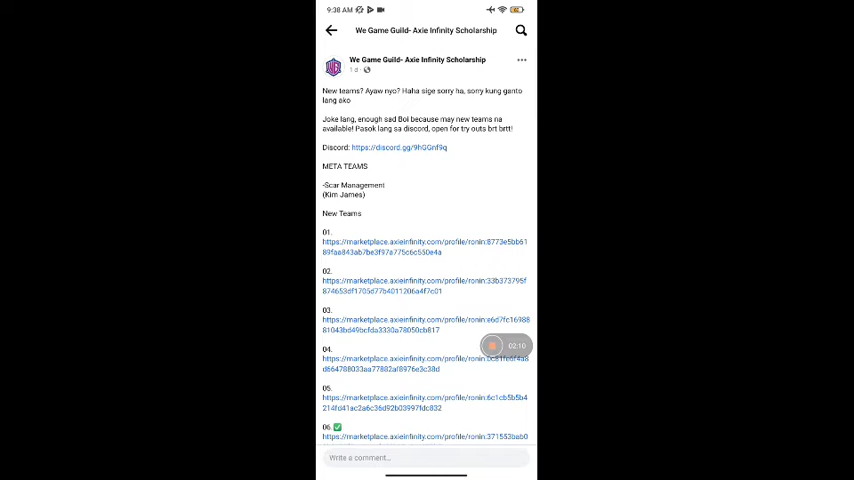 9:38 AM
62
We Game Guild- Axie Infinity Scholarship
We Game Guild- Axie Infinity Scholarship
1 d ·
New teams? Ayaw nyo? Haha sige sorry ha, sorry kung ganto
lang ako
Joke lang, enough sad Boi because may new teams na
available! Pasok lang sa discord, open for try outs brt brtt!
Discord: https://discord.gg/9hGGnf9q
META TEAMS
-Scar Management
(Kim James)
New Teams
01.
https://marketplace.axieinfinity.com/profile/ronin:8773e5bb61
89faa843ab7be3f97a775c6c550e4a
02.
https://marketplace.axieinfinity.com/profile/ronin:33b373795f
874653df1705d77b4011206a4f7c01
03.
https://marketplace.axieinfinity.com/profile/ronin:e6d7fc16988
81043bd49bcfda3330a78050cb817
02:10
04.
https://marketplace.axieinfinity.com/profile/ronin:
d664788033aa77882af8976e3c38d
05.
https://marketplace.axieinfinity.com/profile/ronin:6c1cb5b5b4
214fd41ac2a6c36d92b03997fdc832
06. ✅
https://marketplace.axieinfinity.com/profile/ronin:371553bab0
Write a comment...